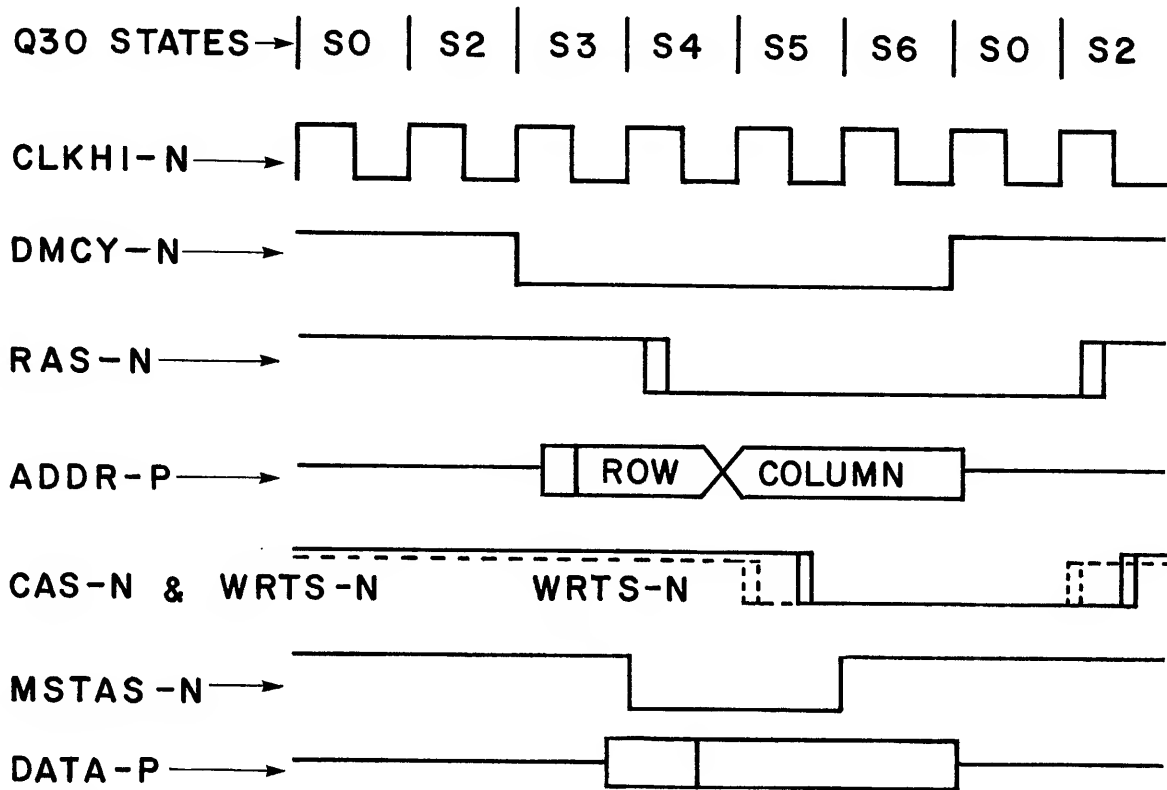 Q30 STATES S0 S2 S3 S4 S5 S6 S0 S2
CLKHI-N
DMCY-N
RAS-N
ADDR-P ROW COLUMN
CAS-N & WRTS-N WRTS-N
MSTAS-N
DATA-P